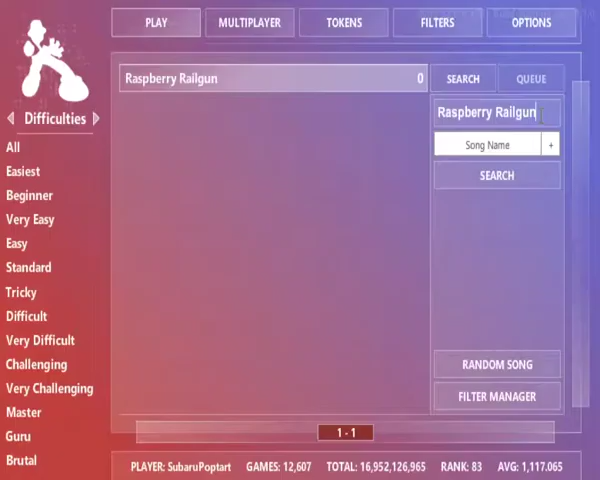 PLAY
MULTIPLAYER
TOKENS
FILTERS
OPTIONS
Raspberry Railgun 0
SEARCH
QUEUE
Raspberry Railgun
Song Name +
SEARCH
Difficulties
All
Easiest
Beginner
Very Easy
Easy
Standard
Tricky
Difficult
Very Difficult
Challenging
Very Challenging
Master
Guru
Brutal
RANDOM SONG
FILTER MANAGER
1 - 1
PLAYER: SubaruPoptart GAMES: 12,607 TOTAL: 16,952,126,965 RANK: 83 AVG: 1,117.065